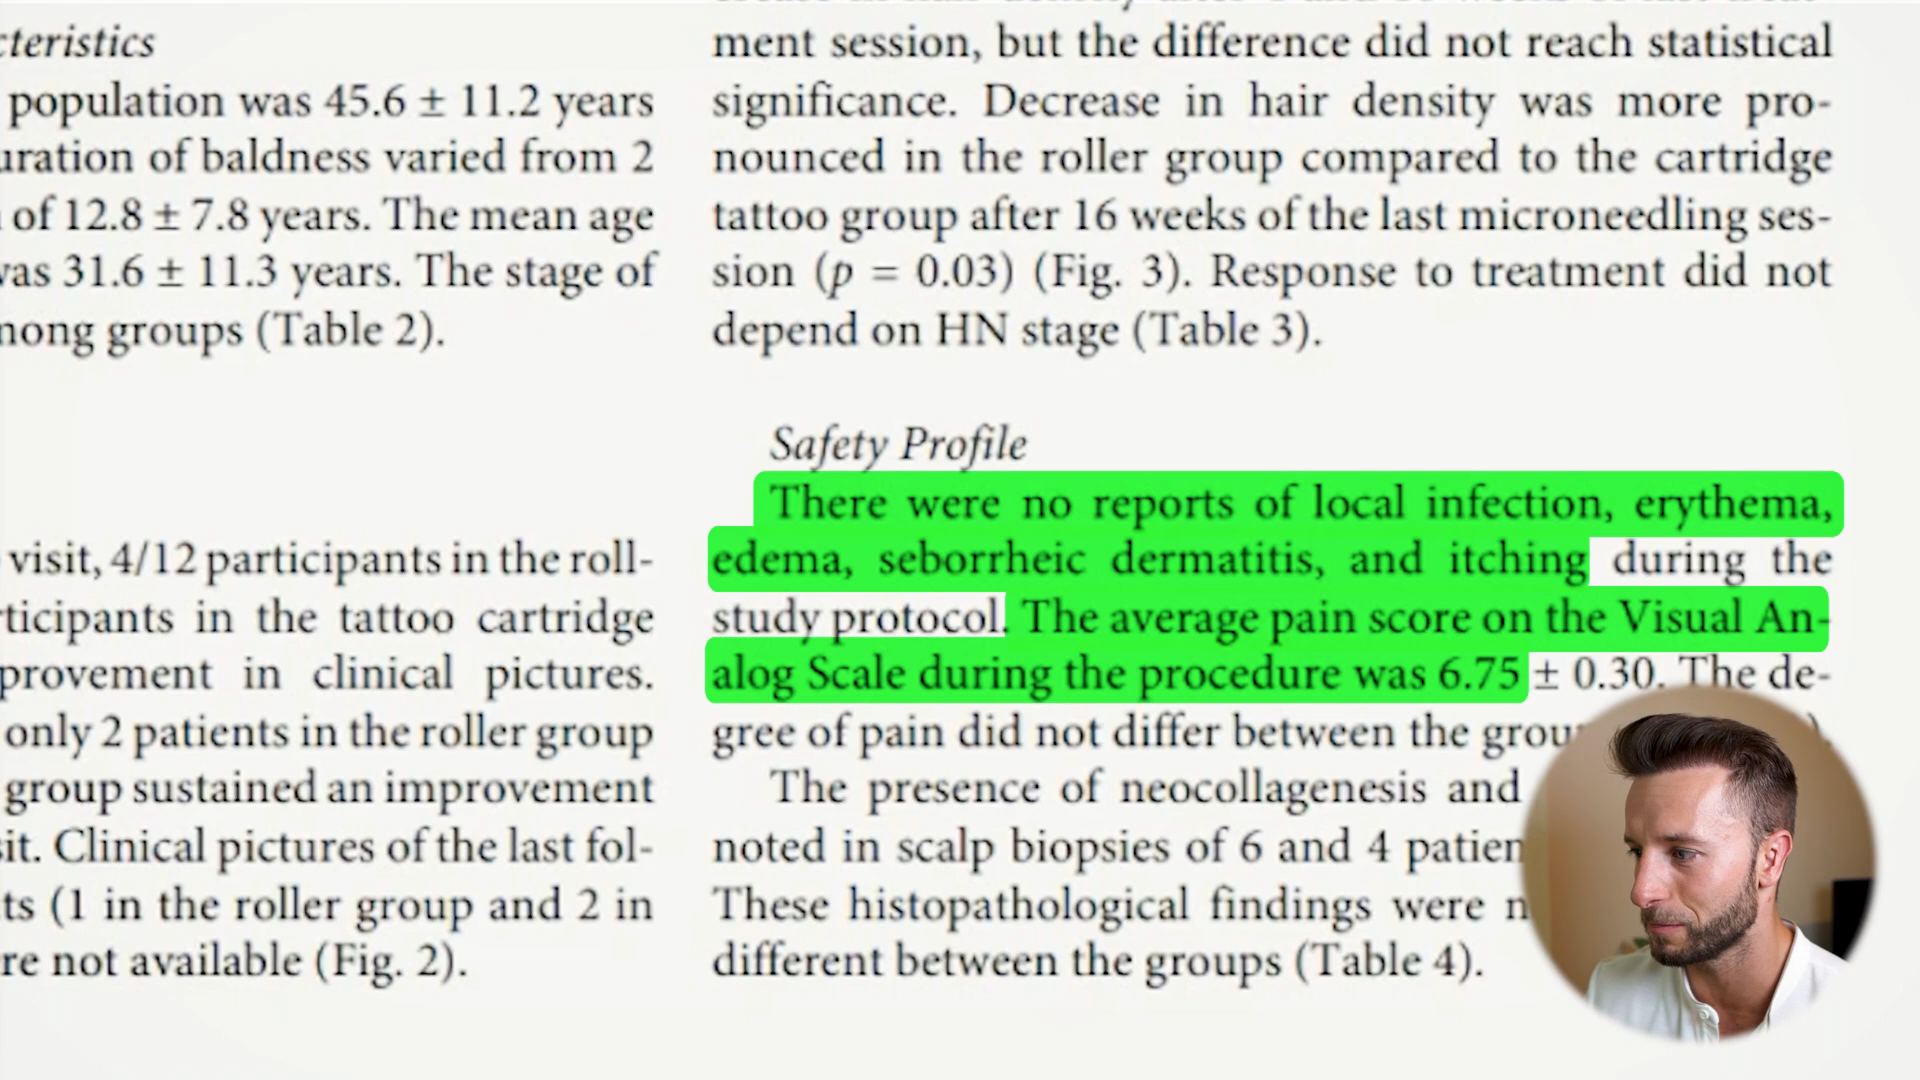 cteristics
population was 45.6 ± 11.2 years
uration of baldness varied from 2
of 12.8 ± 7.8 years. The mean age
was 31.6 ± 11.3 years. The stage of
mong groups (Table 2).
visit, 4/12 participants in the roll-
rticipants in the tattoo cartridge
provement in clinical pictures.
only 2 patients in the roller group
group sustained an improvement
sit. Clinical pictures of the last fol-
ts (1 in the roller group and 2 in
re not available (Fig. 2).
ment session, but the difference did not reach statistical
significance. Decrease in hair density was more pro-
nounced in the roller group compared to the cartridge
tattoo group after 16 weeks of the last microneedling ses-
sion (p = 0.03) (Fig. 3). Response to treatment did not
depend on HN stage (Table 3).
Safety Profile
There were no reports of local infection, erythema,
edema, seborrheic dermatitis, and itching during the
study protocol. The average pain score on the Visual An-
alog Scale during the procedure was 6.75 ± 0.30. The de-
gree of pain did not differ between the grou
The presence of neocollagenesis and
noted in scalp biopsies of 6 and 4 patien
These histopathological findings were n
different between the groups (Table 4).